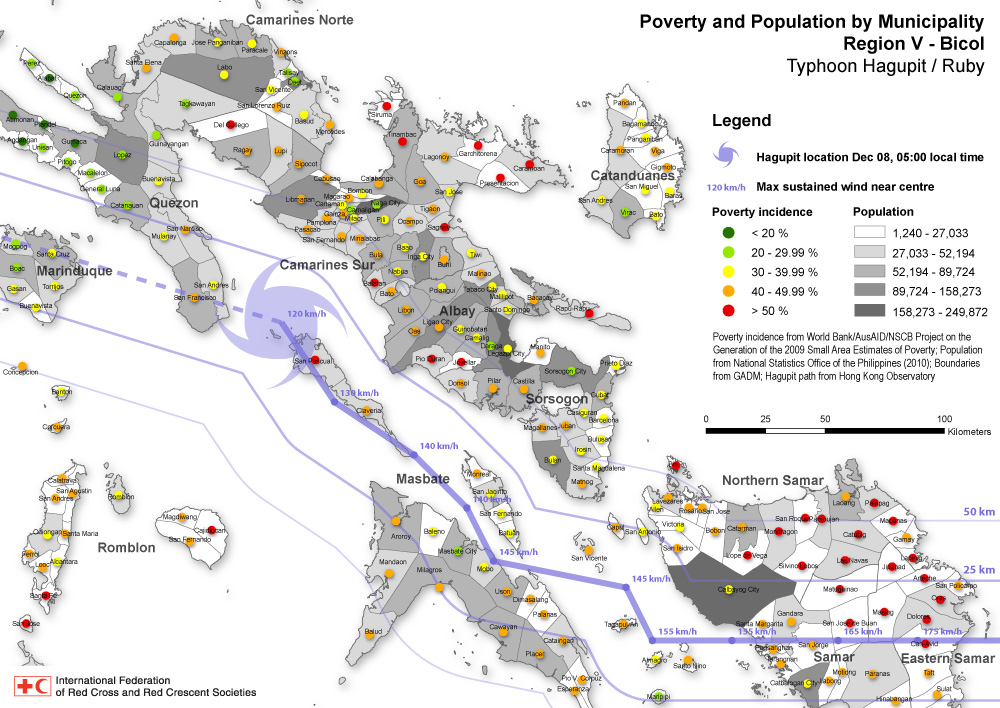 Poverty and Population by Municipality
Region V - Bicol
Typhoon Hagupit / Ruby
Legend
Hagupit location Dec 08, 05:00 local time
120 km/h Max sustained wind near centre
Poverty incidence
< 20 %
20 - 29.99 %
30 - 39.99 %
40 - 49.99 %
> 50 %
Population
1,240 - 27,033
27,033 - 52,194
52,194 - 89,724
89,724 - 158,273
158,273 - 249,872
Poverty incidence from World Bank/AusAID/NSCB Project on the
Generation of the 2009 Small Area Estimates of Poverty; Population
from National Statistics Office of the Philippines (2010); Boundaries
from GADM; Hagupit path from Hong Kong Observatory
0 25 50 100
Kilometers
Camarines Norte
Capalonga
Jose Panganiban
Paracale
Vinzons
Santa Elena
Labo
Talisay
San Vicente
San Lorenzo Ruiz
Basud
Mercedes
Perez
Quezon
Calauag
Tagkawayan
Guinayangan
Del Gallego
Ragay
Lupi
Sipocot
Lopez
Gumaca
Unisan
Pitogo
Macalelon
General Luna
Catanauan
Buenavista
Quezon
Mulanay
San Narciso
San Andres
San Francisco
Siruma
Tinambac
Lagonoy
Garchitorena
Caramoan
Presentacion
Goa
San Jose
Tigaon
Sagnay
Calabanga
Cabusao
Libmanan
Bombon
Magarao
Canaman
Camaligan
Naga City
Gainza
Milaor
Pili
Ocampo
Pamplona
Pasacao
San Fernando
Minalabac
Bula
Baao
Iriga City
Buhi
Nabua
Balatan
Bato
Camarines Sur
Tiwi
Malinao
Polangui
Tabaco City
Malilipot
Bacacay
Santo Domingo
Rapu-Rapu
Albay
Libon
Oas
Ligao City
Guinobatan
Camalig
Daraga
Legazpi City
Manito
Pio Duran
Jovellar
Donsol
Pilar
Castilla
Sorsogon City
Prieto Diaz
Gubat
Sorsogon
Casiguran
Barcelona
Magallanes
Juban
Bulusan
Irosin
Bulan
Santa Magdalena
Matnog
Pandan
Bagamanoc
Panganiban
Caramoran
Viga
Gigmoto
Catanduanes
San Miguel
Baras
San Andres
Virac
Bato
Mogpog
Santa Cruz
Boac
Marinduque
Gasan
Torrijos
Buenavista
Concepcion
Banton
Corcuera
Calatrava
San Agustin
San Andres
Romblon
Odiongan
Santa Maria
Ferrol
Looc
Alcantara
Santa Fe
San Jose
Magdiwang
Cajidiocan
San Fernando
Romblon
120 km/h
San Pascual
130 km/h
Claveria
140 km/h
Masbate
Monreal
San Jacinto
140 km/h
San Fernando
Batuan
Aroroy
Baleno
Masbate City
145 km/h
Mobo
Mandaon
Milagros
Uson
Dimasalang
Palanas
Cawayan
Cataingan
Balud
Placer
Pio V. Corpuz
Esperanza
San Vicente
Capul
San Antonio
145 km/h
Tagapul-An
155 km/h
Almagro
Santo Nino
Maripipi
Northern Samar
Lavezares
Allen
Rosario
San Jose
Victoria
Bobon
Catarman
San Isidro
San Roque
Pambujan
Mondragon
Laoang
Palapag
Mapanas
Catubig
Gamay
50 km
Lope de Vega
Silvino Lobos
Las Navas
Jipapad
Lapinig
25 km
Arteche
San Policarpo
Oras
Calbayog City
Matuguinao
Gandara
Santa Margarita
San Jose de Buan
Maslog
Dolores
155 km/h
165 km/h
175 km/h
Can-Avid
Pagsanghan
San Jorge
Tarangnan
Samar
Eastern Samar
Motiong
Jiabong
Catbalogan City
Paranas
Taft
Sulat
Hinabangan
International Federation
of Red Cross and Red Crescent Societies